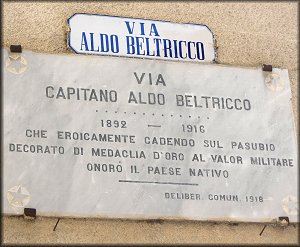 VIA
ALDO BELTRICCO
VIA
CAPITANO ALDO BELTRICCO
. . . . . . . . . . . . .
1892 — 1916
CHE EROICAMENTE CADENDO SUL PASUBIO
DECORATO DI MEDAGLIA D'ORO AL VALOR MILITARE
ONORÒ IL PAESE NATIVO
DELIBER. COMUN. 1918